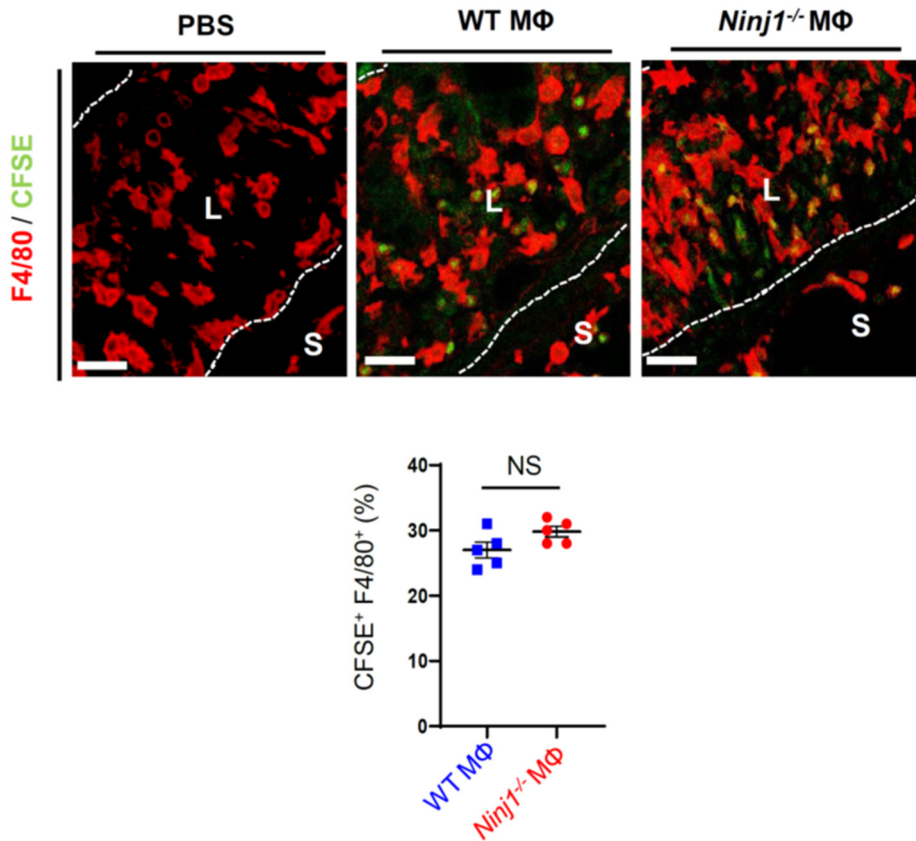 PBS
WT MΦ
Ninj1-/- MΦ
F4/80 / CFSE
L
S
L
S
L
S
NS
CFSE+ F4/80+ (%)
40
30
20
10
0
WT MΦ
Ninj1-/- MΦ